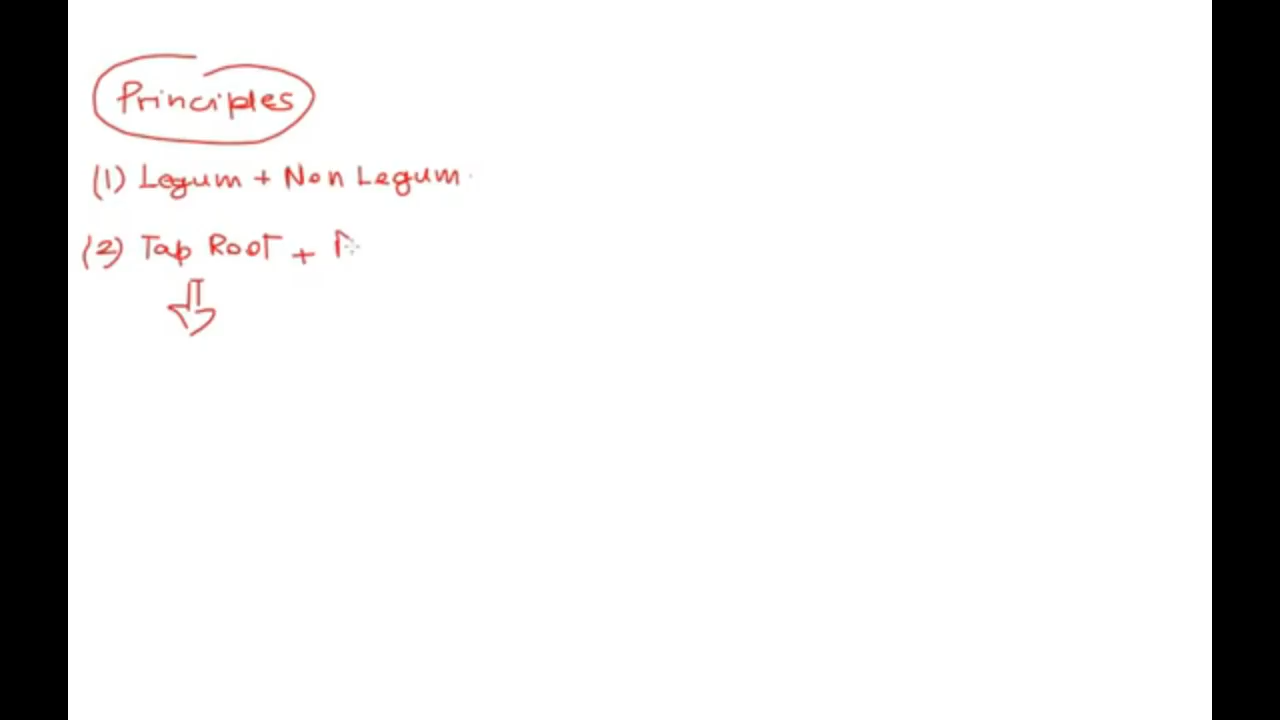 Principles
(1) Legum + Non Legum
(2) Tap Root +